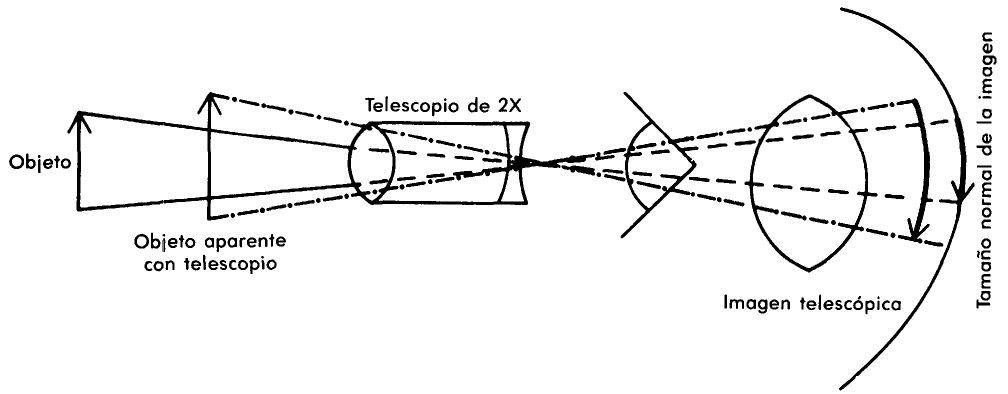 Telescopio de 2X
Objeto
Objeto aparente
con telescopio
Imagen telescópica
Tamaño normal de la imagen